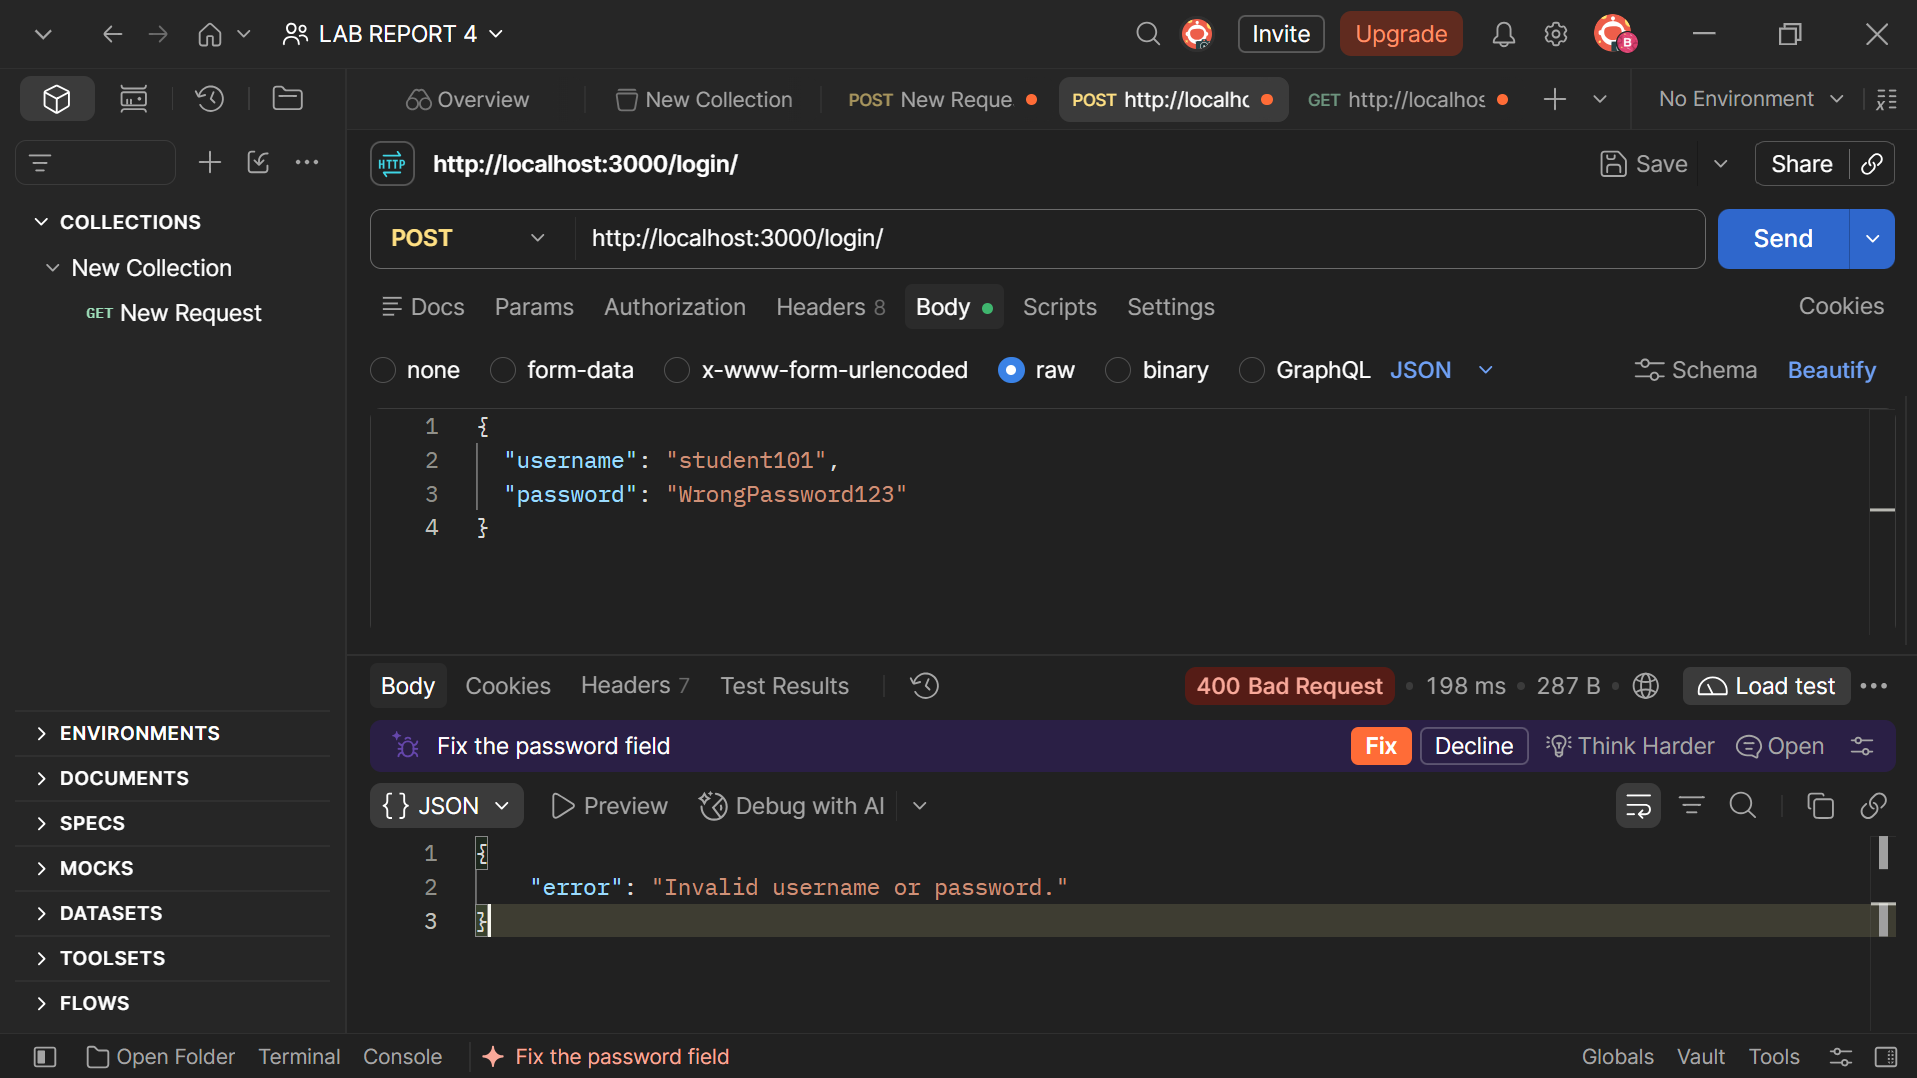 LAB REPORT 4
Invite
Upgrade
B
Overview
New Collection
POST New Reque
POST http://localhc
GET http://localhos
No Environment
HTTP
http://localhost:3000/login/
Save
Share
COLLECTIONS
New Collection
GET New Request
POST
http://localhost:3000/login/
Send
Docs
Params
Authorization
Headers 8
Body
Scripts
Settings
Cookies
none
form-data
x-www-form-urlencoded
raw
binary
GraphQL
JSON
Schema
Beautify
1 {
2 "username": "student101",
3 "password": "WrongPassword123"
4 }
Body
Cookies
Headers 7
Test Results
400 Bad Request
198 ms
287 B
Load test
Fix the password field
Fix
Decline
Think Harder
Open
{} JSON
Preview
Debug with AI
1 {
2 "error": "Invalid username or password."
3 }
ENVIRONMENTS
DOCUMENTS
SPECS
MOCKS
DATASETS
TOOLSETS
FLOWS
Open Folder
Terminal
Console
Fix the password field
Globals
Vault
Tools